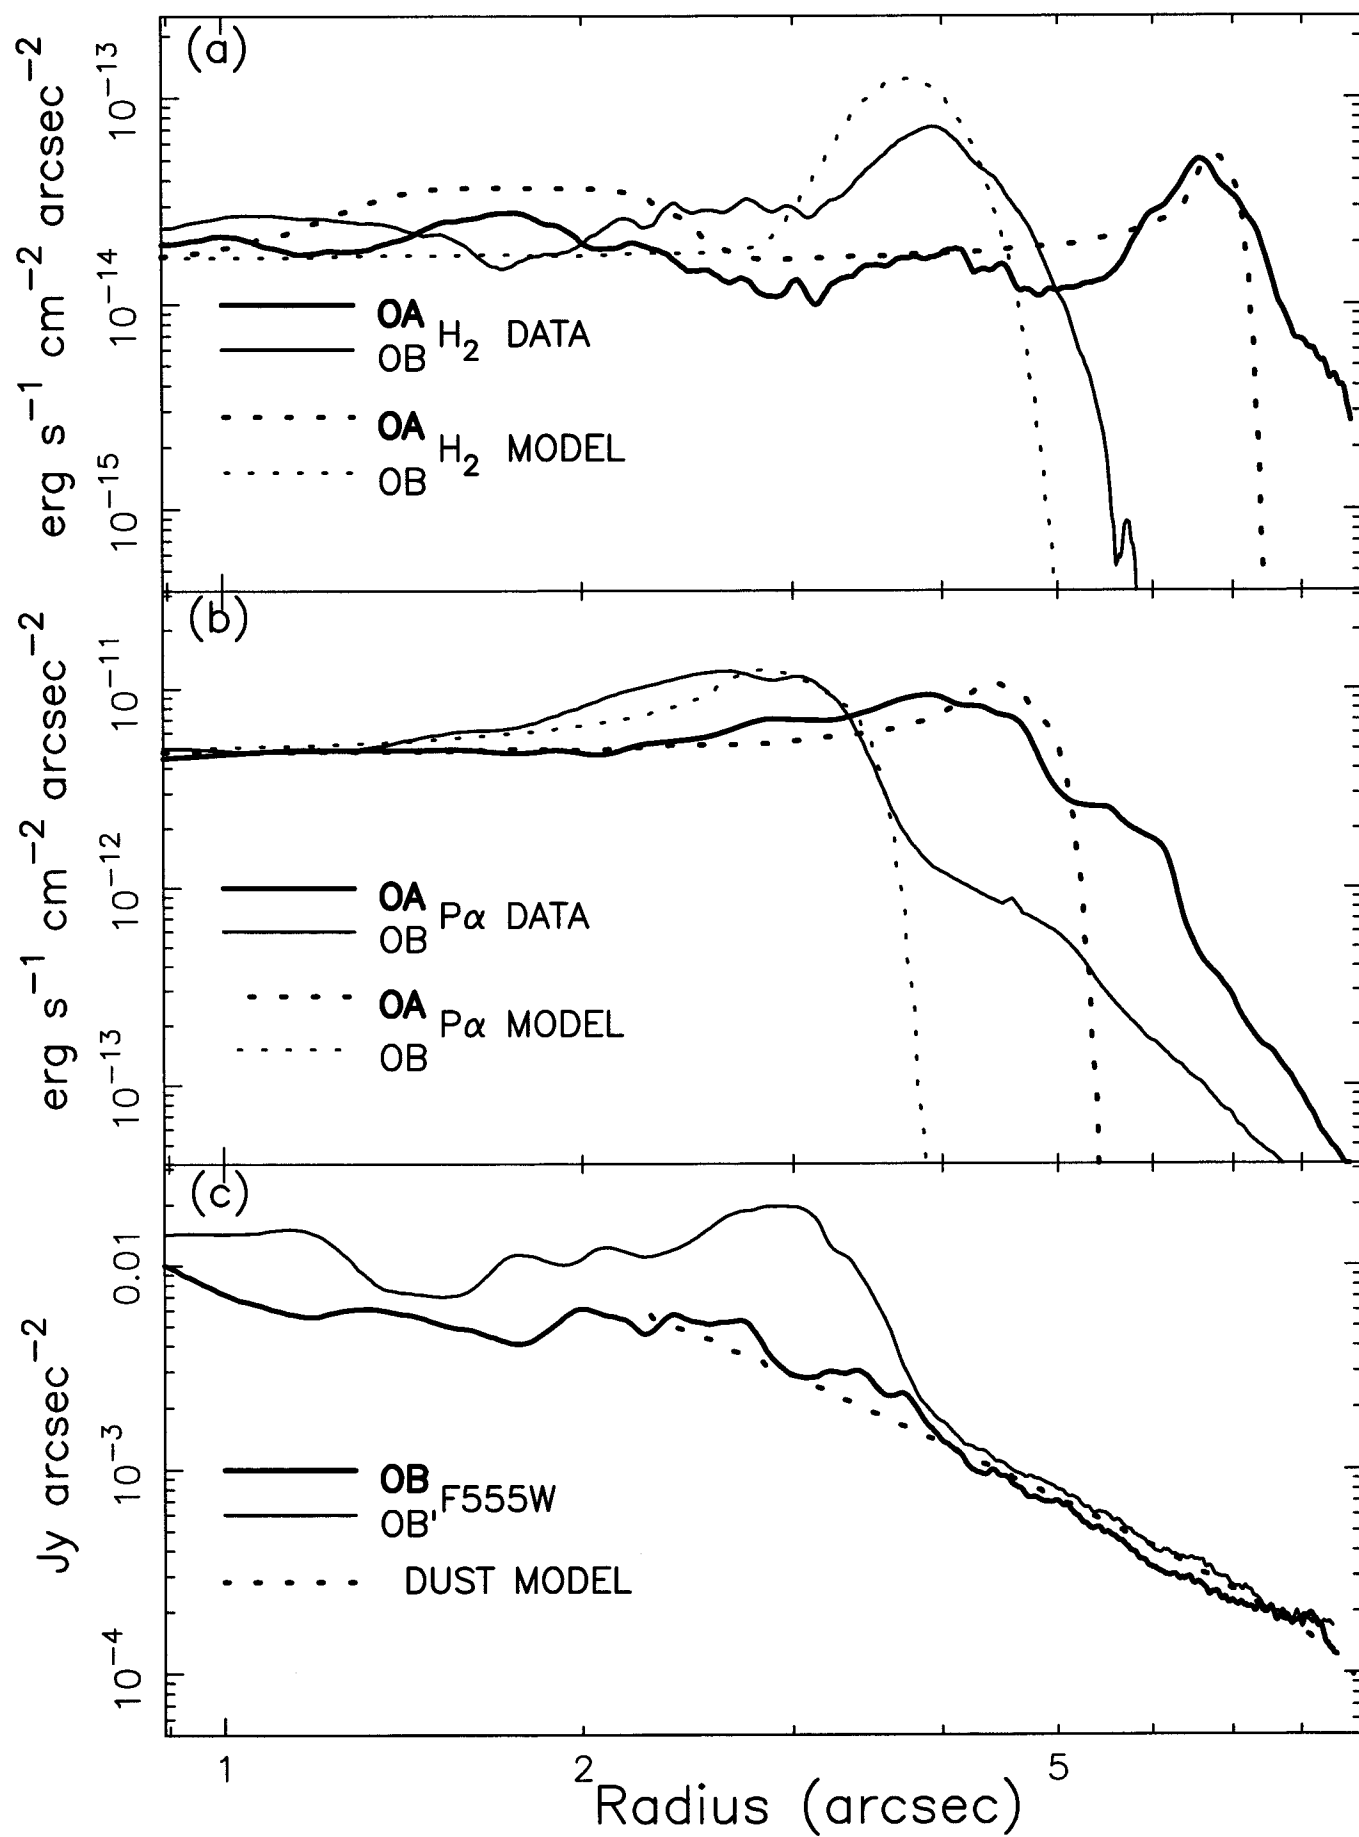 (a)
erg s⁻¹ cm⁻² arcsec⁻²
10⁻¹³
10⁻¹⁴
10⁻¹⁵
OA
OB
H₂ DATA
OA
OB
H₂ MODEL
(b)
erg s⁻¹ cm⁻² arcsec⁻²
10⁻¹¹
10⁻¹²
10⁻¹³
OA
OB
Pα DATA
OA
OB
Pα MODEL
(c)
Jy arcsec⁻²
0.01
10⁻³
10⁻⁴
OB
OB'
F555W
DUST MODEL
1 2 5
Radius (arcsec)